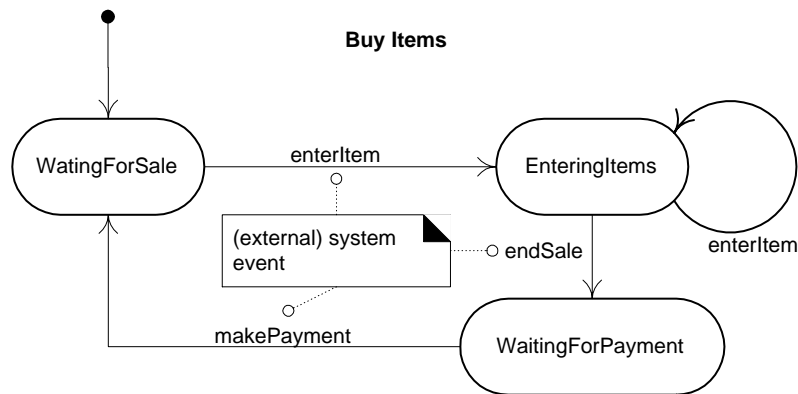 Buy Items
WatingForSale
enterItem
EnteringItems
enterItem
(external) system
event
endSale
makePayment
WaitingForPayment